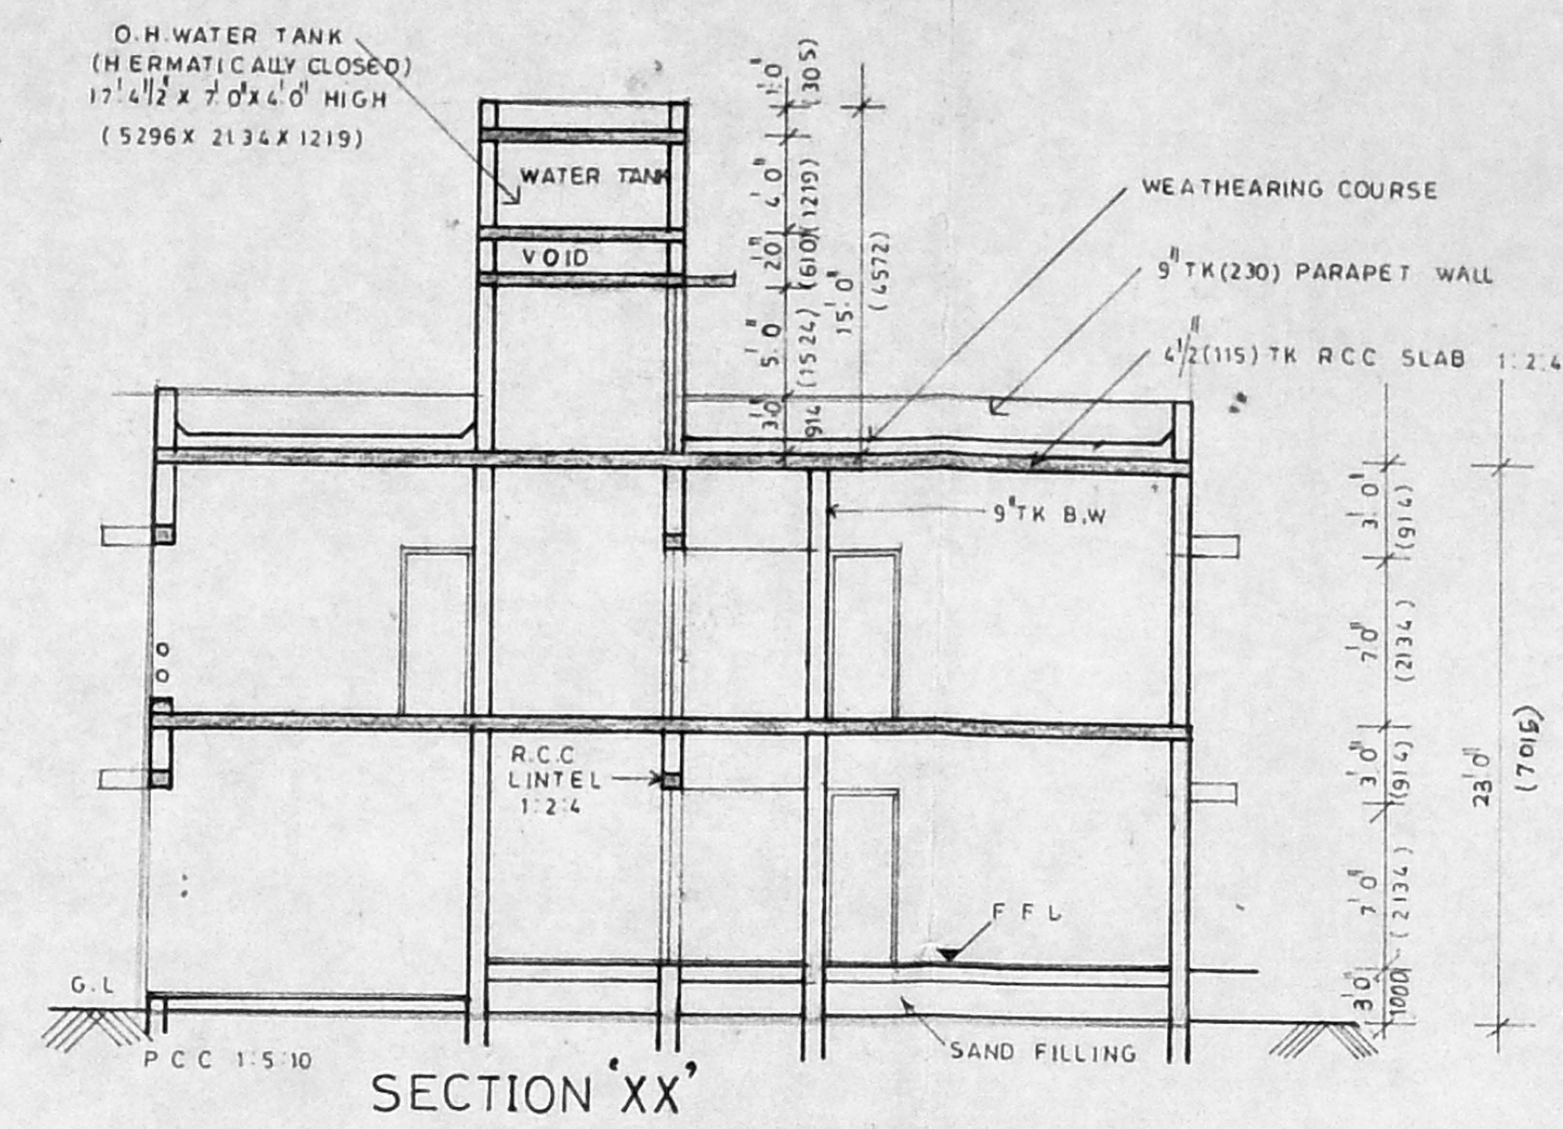 O.H.WATER TANK
(HERMATICALLY CLOSED)
17'.4½" X 7'.0" X 4'.0" HIGH
(5296 X 2134 X 1219)
WATER TANK
VOID
1'.0"
(305)
4'.0"
(1219)
2'0"
(610)
5'.0"
(1524)
3'0"
914
15'.0"
(4572)
WEATHEARING COURSE
9" TK(230) PARAPET WALL
4½"(115) TK RCC SLAB 1:2:4
9"TK B.W
R.C.C
LINTEL
1:2:4
3'.0"
(914)
7'.0"
(2134)
3'.0"
(914)
7'.0"
(2134)
3'.0"
1000
23'.0"
(7015)
F F L
G.L
SAND FILLING
P C C 1:5:10
SECTION 'XX'